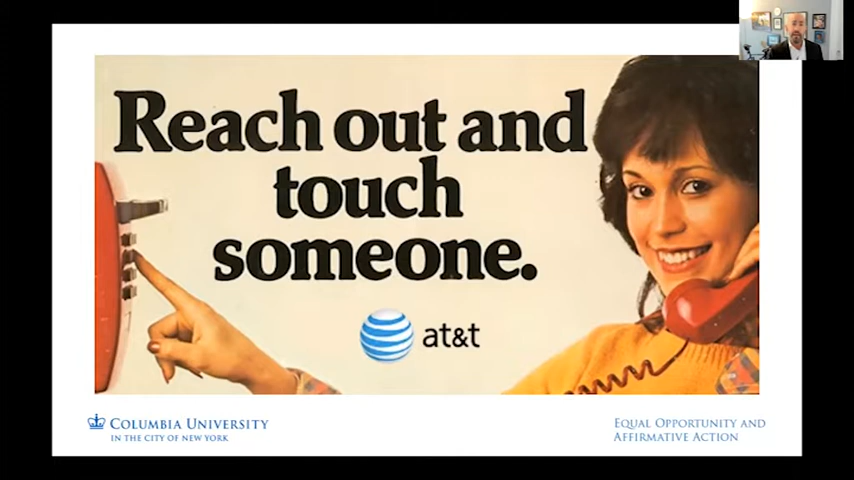 Reach out and
touch
someone.
at&t
COLUMBIA UNIVERSITY
IN THE CITY OF NEW YORK
EQUAL OPPORTUNITY AND
AFFIRMATIVE ACTION